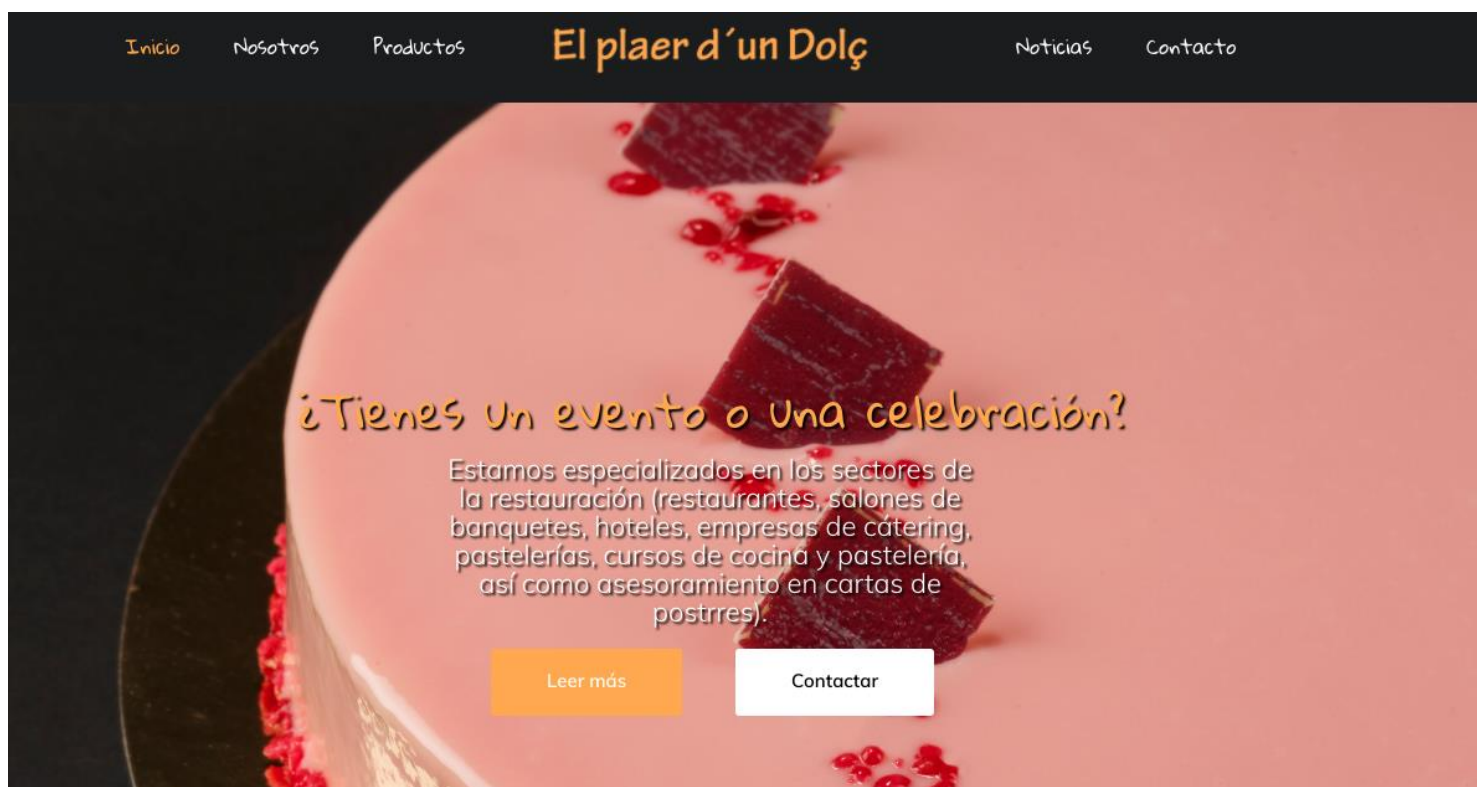 Inicio
Nosotros
Productos
El plaer d´un Dolç
Noticias
Contacto
¿Tienes un evento o una celebración?
Estamos especializados en los sectores de
la restauración (restaurantes, salones de
banquetes, hoteles, empresas de cátering,
pastelerías, cursos de cocina y pastelería,
así como asesoramiento en cartas de
postrres).
Leer más
Contactar